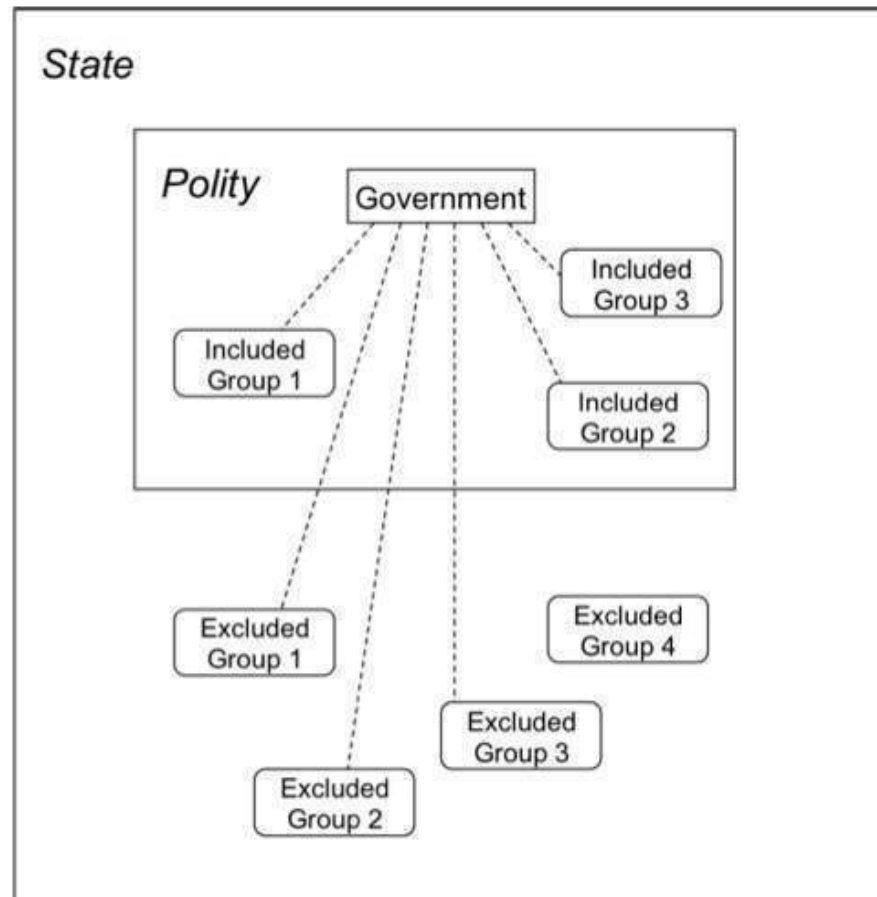 State
Polity
Government
Included
Group 3
Included
Group 1
Included
Group 2
Excluded
Group 1
Excluded
Group 4
Excluded
Group 3
Excluded
Group 2